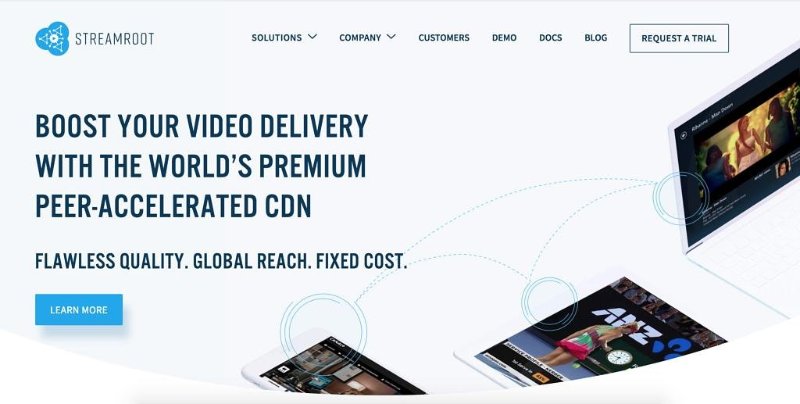 STREAMROOT
SOLUTIONS COMPANY CUSTOMERS DEMO DOCS BLOG REQUEST A TRIAL
BOOST YOUR VIDEO DELIVERY
WITH THE WORLD'S PREMIUM
PEER-ACCELERATED CDN
FLAWLESS QUALITY. GLOBAL REACH. FIXED COST.
LEARN MORE
ANZ